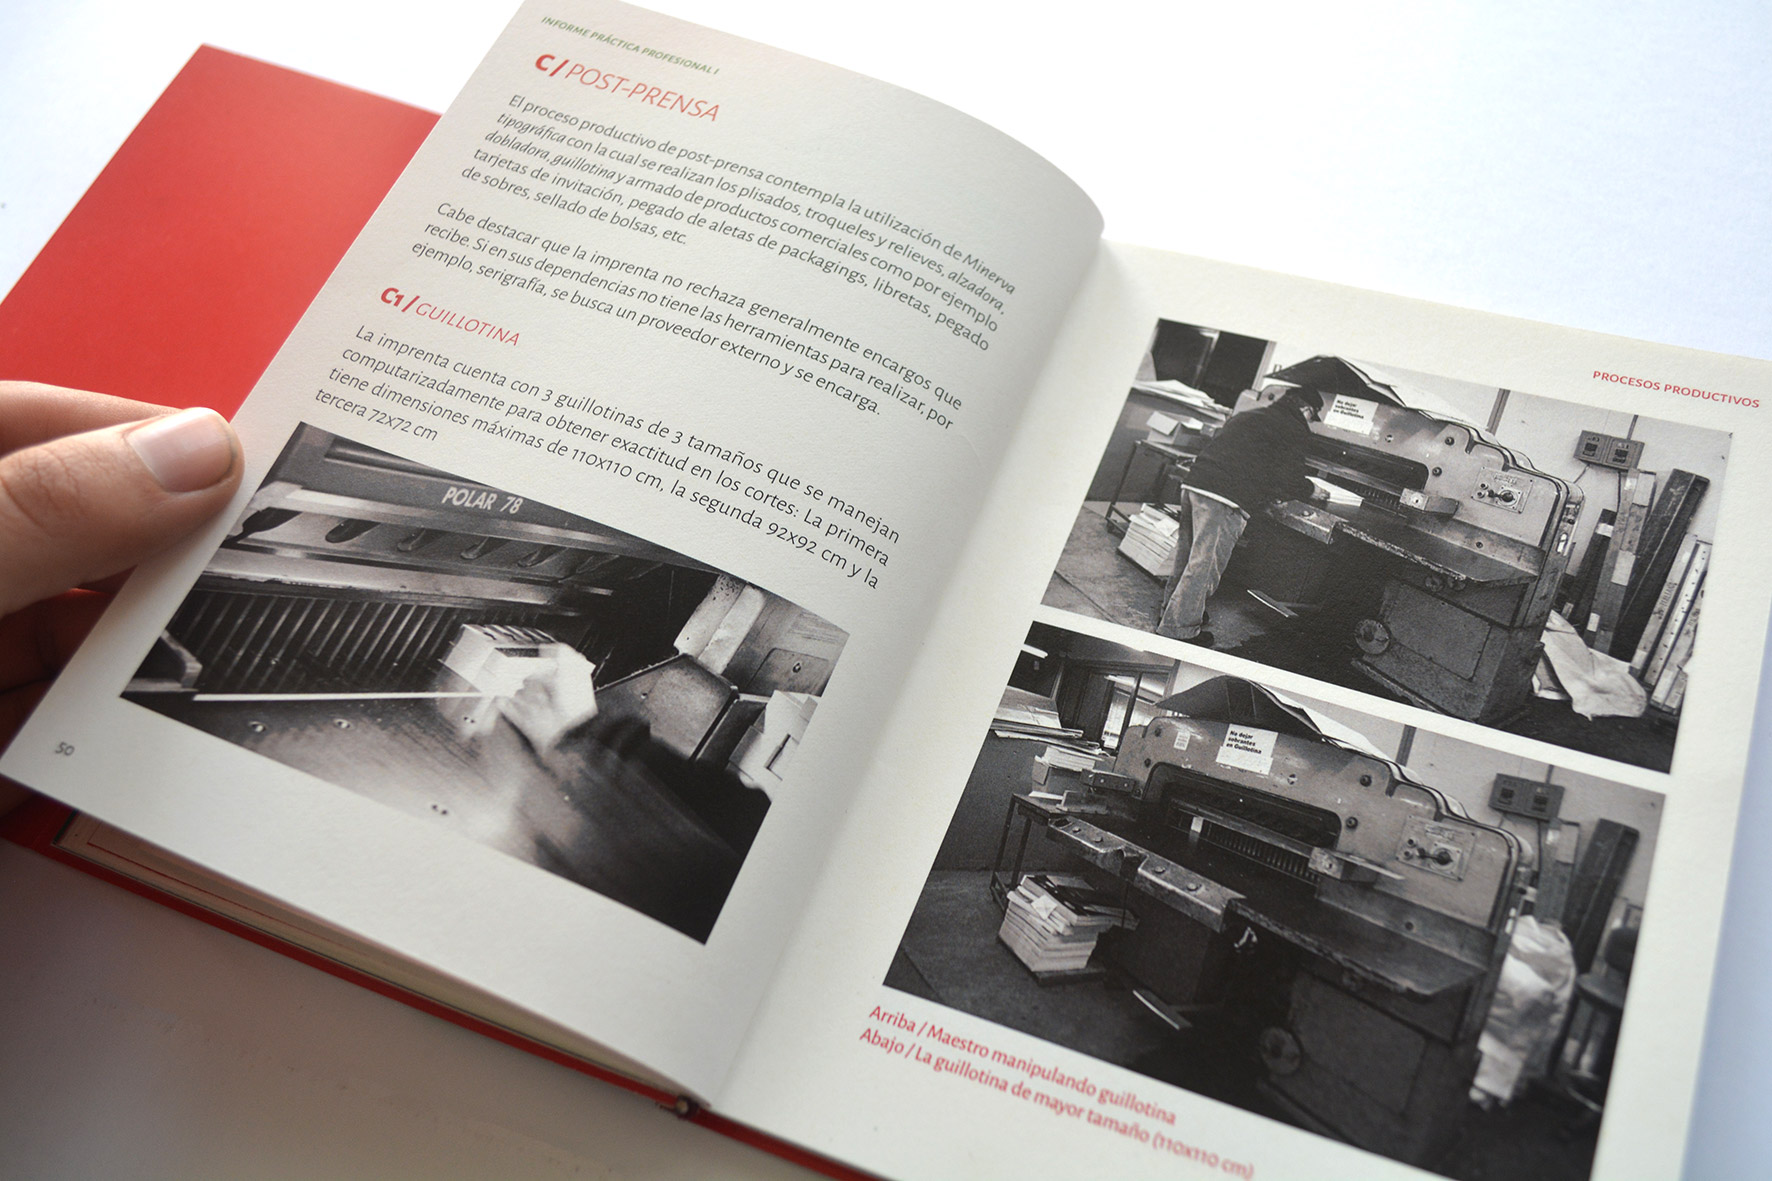 INFORME PRÁCTICA PROFESIONAL I
C / POST-PRENSA
El proceso productivo de post-prensa contempla la utilización de Minerva
tipográfica con la cual se realizan los plisados, troqueles y relieves, alzadora,
dobladora, guillotina y armado de productos comerciales como por ejemplo
tarjetas de invitación, pegado de aletas de packagings, libretas, pegado
de sobres, sellado de bolsas, etc.
Cabe destacar que la imprenta no rechaza generalmente encargos que
recibe. Si en sus dependencias no tiene las herramientas para realizar, por
ejemplo, serigrafía, se busca un proveedor externo y se encarga.
C1 / GUILLOTINA
La imprenta cuenta con 3 guillotinas de 3 tamaños que se manejan
computarizadamente para obtener exactitud en los cortes: La primera
tiene dimensiones máximas de 110x110 cm, la segunda 92x92 cm y la
tercera 72x72 cm
POLAR 78
50
PROCESOS PRODUCTIVOS
No dejar
sobrantes
en Guillotina
No dejar
sobrantes
en Guillotina
Arriba / Maestro manipulando guillotina
Abajo / La guillotina de mayor tamaño (110x110 cm)